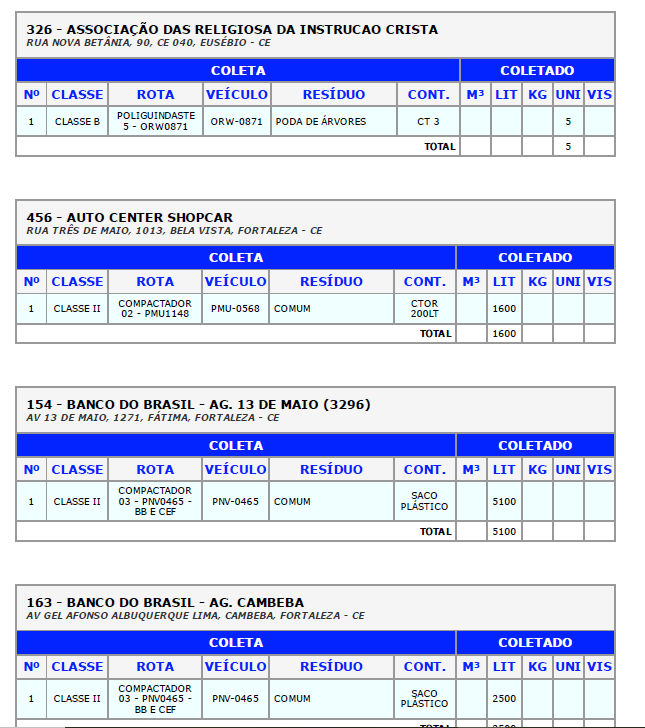 326 - ASSOCIAÇÃO DAS RELIGIOSA DA INSTRUCAO CRISTA
RUA NOVA BETÂNIA, 90, CE 040, EUSÉBIO - CE
COLETA COLETADO
Nº CLASSE ROTA VEÍCULO RESÍDUO CONT. M³ LIT KG UNI VIS
1 CLASSE B POLIGUINDASTE 5 - ORW0871 ORW-0871 PODA DE ÁRVORES CT 3 5
TOTAL 5
456 - AUTO CENTER SHOPCAR
RUA TRÊS DE MAIO, 1013, BELA VISTA, FORTALEZA - CE
COLETA COLETADO
Nº CLASSE ROTA VEÍCULO RESÍDUO CONT. M³ LIT KG UNI VIS
1 CLASSE II COMPACTADOR 02 - PMU1148 PMU-0568 COMUM CTOR 200LT 1600
TOTAL 1600
154 - BANCO DO BRASIL - AG. 13 DE MAIO (3296)
AV 13 DE MAIO, 1271, FÁTIMA, FORTALEZA - CE
COLETA COLETADO
Nº CLASSE ROTA VEÍCULO RESÍDUO CONT. M³ LIT KG UNI VIS
1 CLASSE II COMPACTADOR 03 - PNV0465 - BB E CEF PNV-0465 COMUM SACO PLÁSTICO 5100
TOTAL 5100
163 - BANCO DO BRASIL - AG. CAMBEBA
AV GEL AFONSO ALBUQUERQUE LIMA, CAMBEBA, FORTALEZA - CE
COLETA COLETADO
Nº CLASSE ROTA VEÍCULO RESÍDUO CONT. M³ LIT KG UNI VIS
1 CLASSE II COMPACTADOR 03 - PNV0465 - BB E CEF PNV-0465 COMUM SACO PLÁSTICO 2500